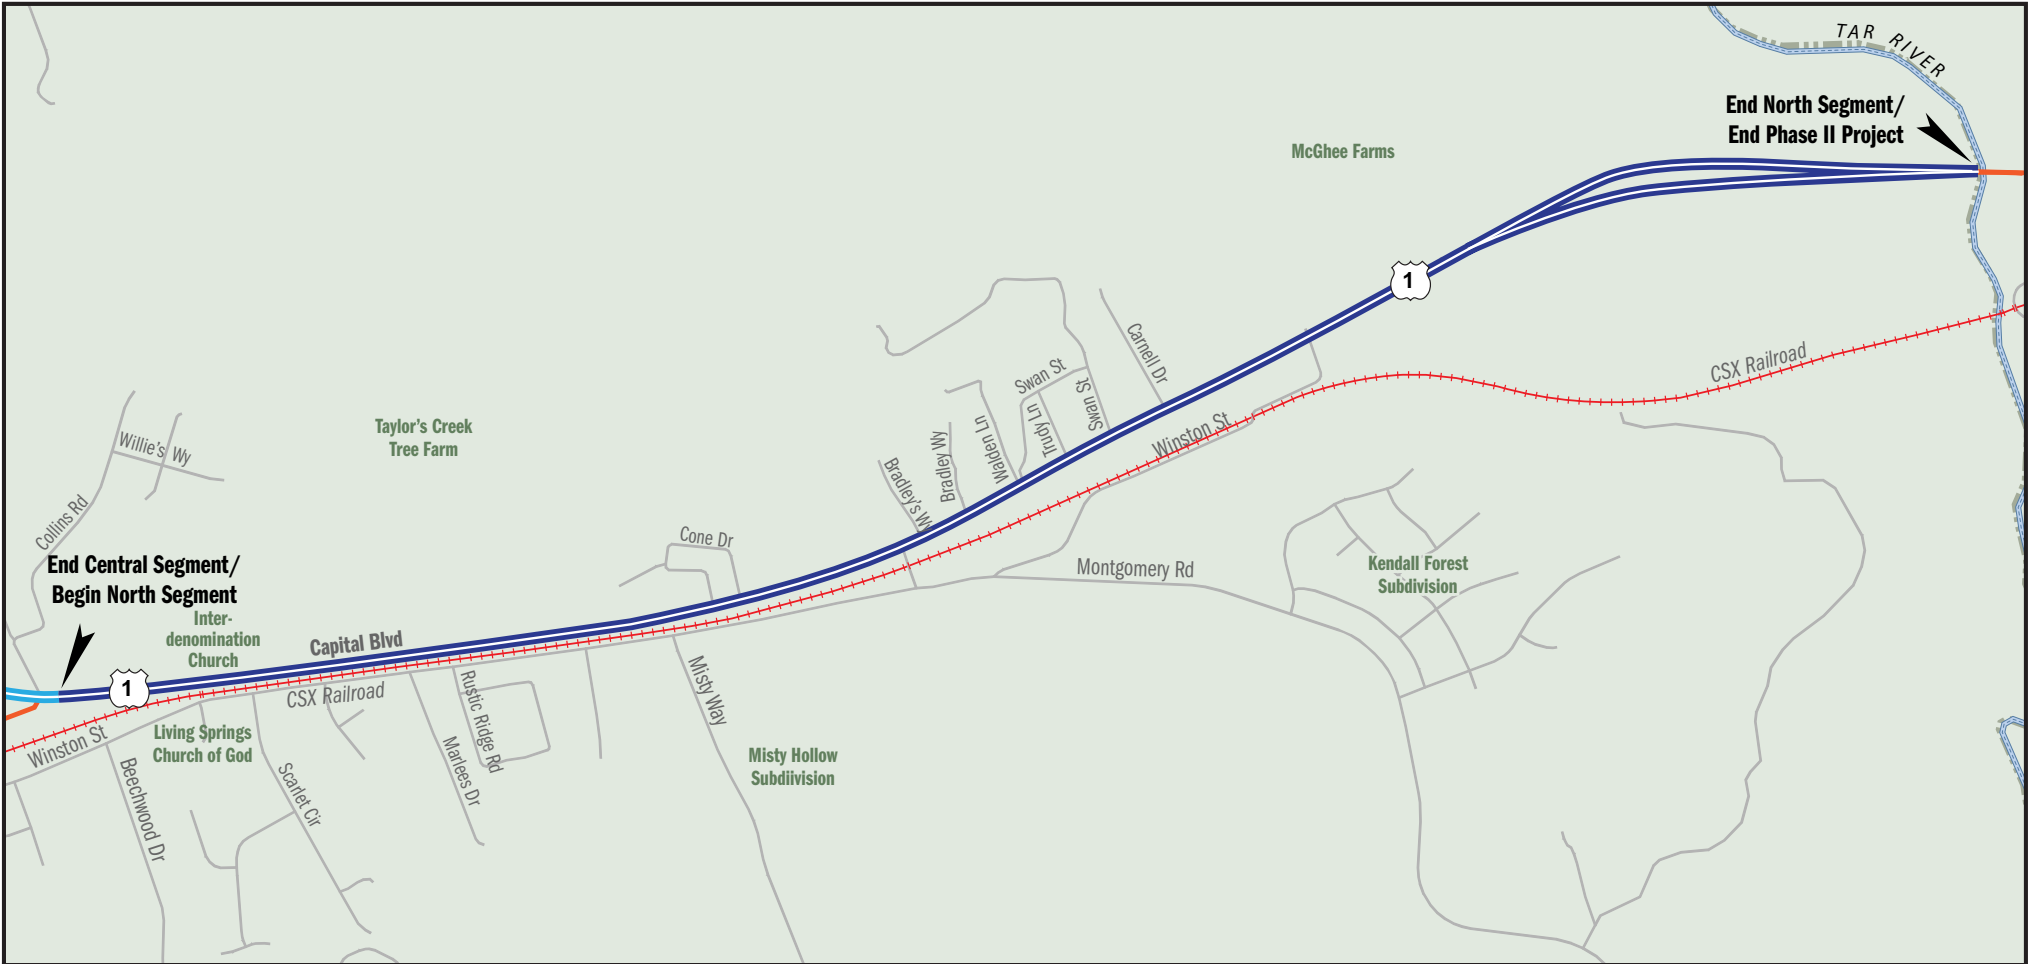 TAR RIVER
End North Segment/
End Phase II Project
McGhee Farms
1
CSX Railroad
Carnell Dr
Swan St
Swan St
Trudy Ln
Walden Ln
Bradley Wy
Bradley's Wy
Winston St
Taylor's Creek
Tree Farm
Willie's Wy
Collins Rd
Cone Dr
Montgomery Rd
Kendall Forest
Subdivision
End Central Segment/
Begin North Segment
Inter-
denomination
Church
Capital Blvd
1
CSX Railroad
Winston St
Living Springs
Church of God
Beechwood Dr
Scarlet Cir
Marlees Dr
Rustic Ridge Rd
Misty Way
Misty Hollow
Subdiivision